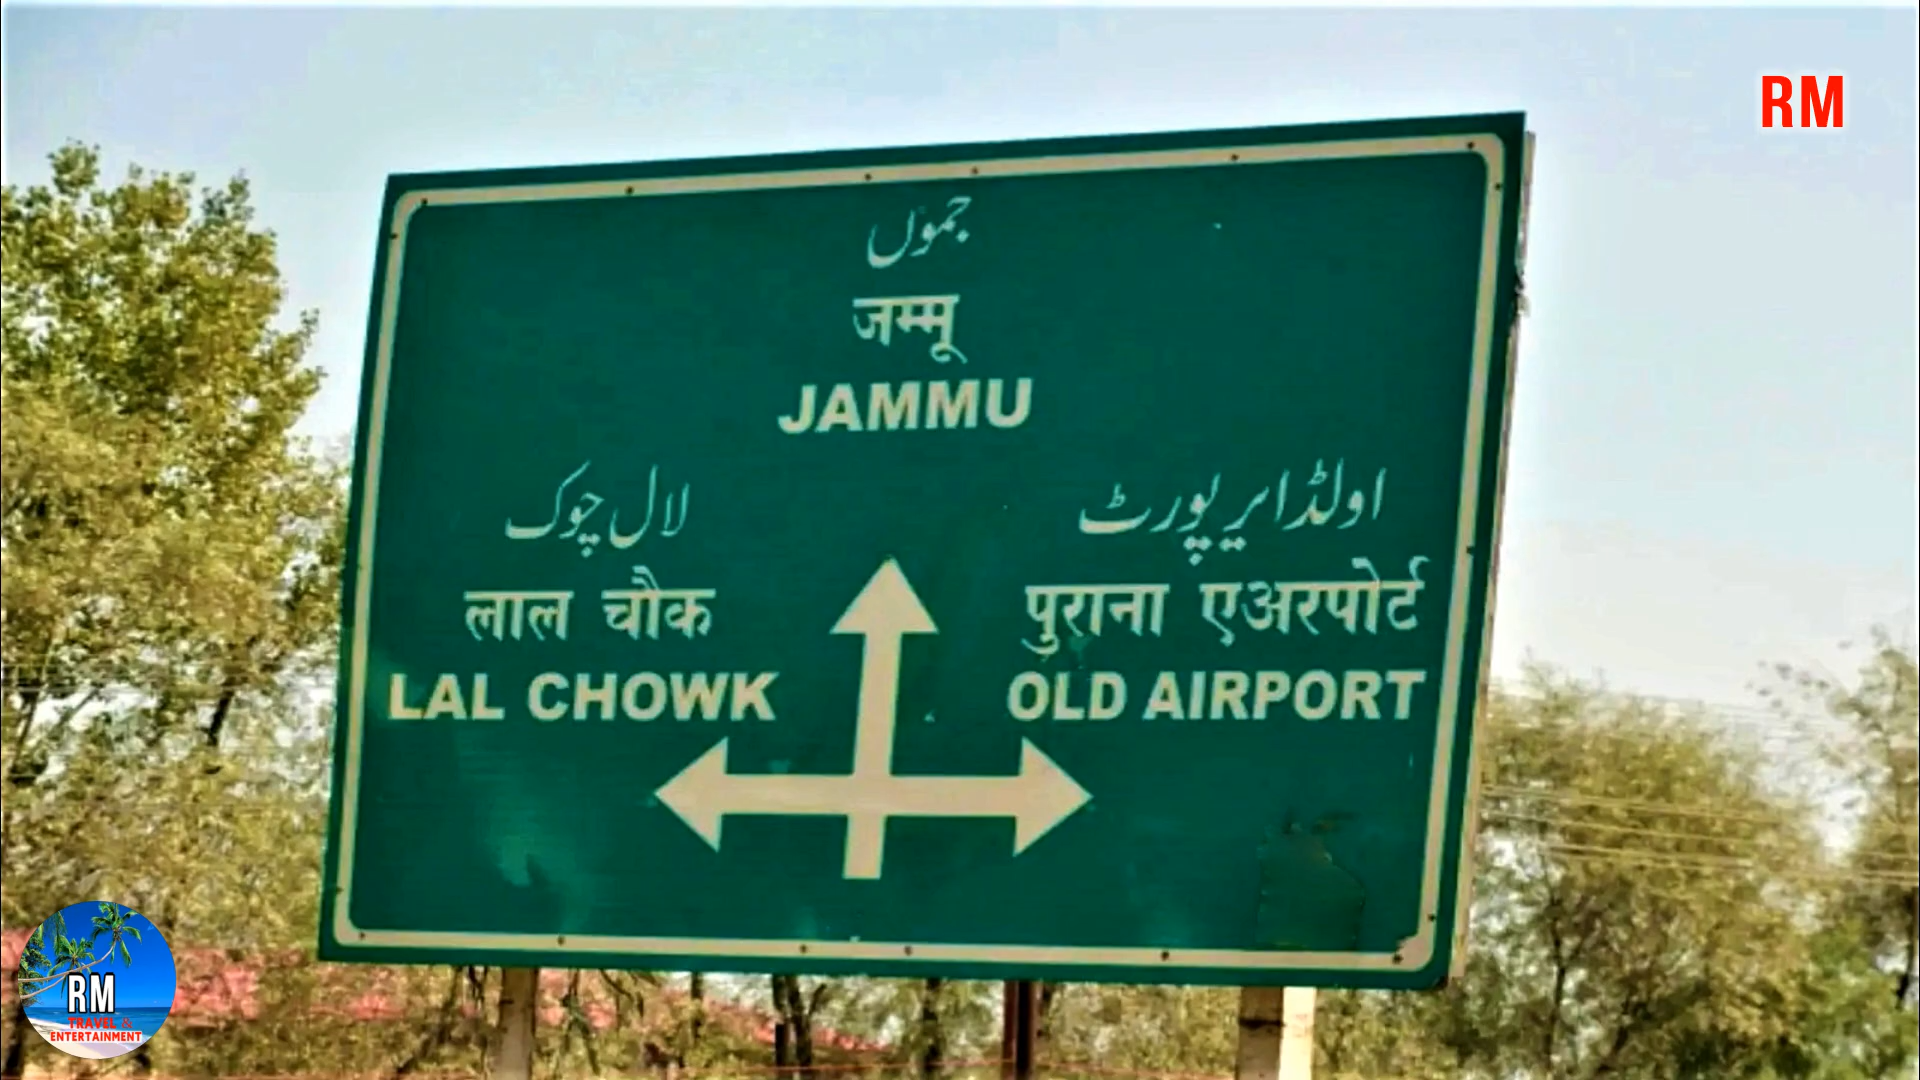 RM
جموں
जम्मू
JAMMU
لال چوک
लाल चौक
LAL CHOWK
اولڈ ایرپورٹ
पुराना एअरपोर्ट
OLD AIRPORT
RM
TRAVEL &
ENTERTAINMENT